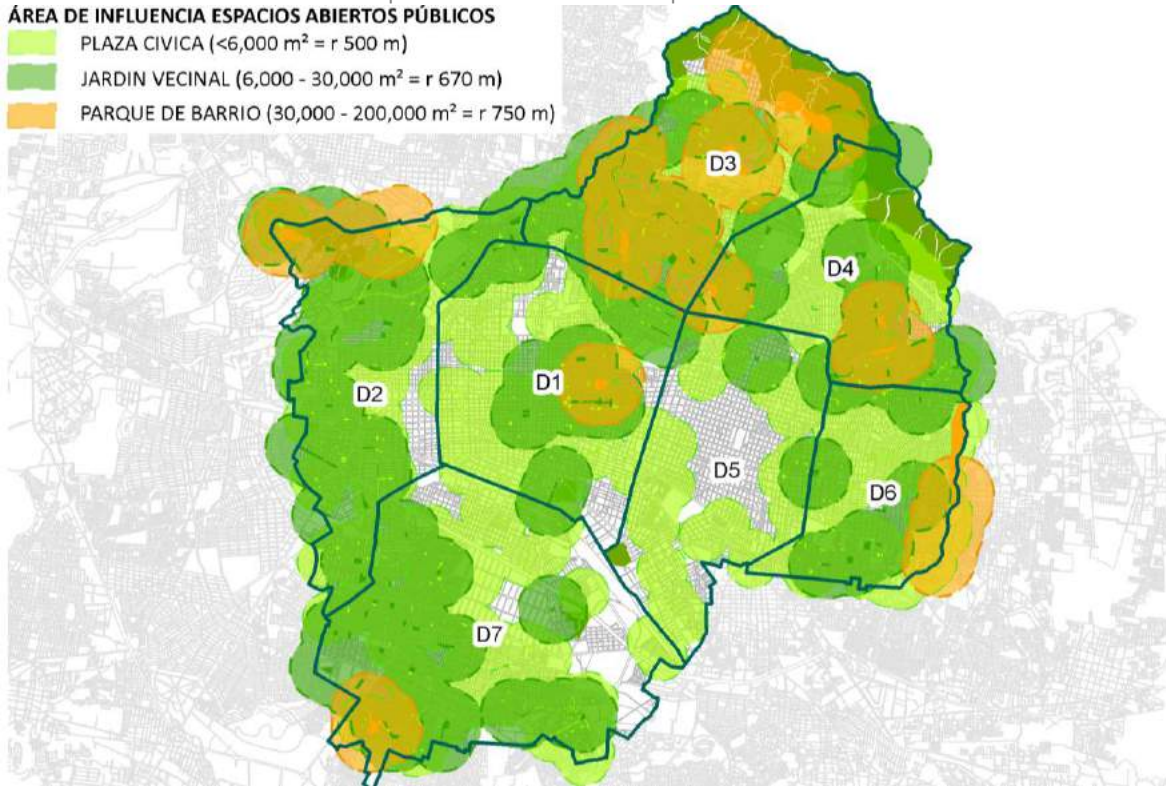 ÁREA DE INFLUENCIA ESPACIOS ABIERTOS PÚBLICOS
PLAZA CIVICA (<6,000 m² = r 500 m)
JARDIN VECINAL (6,000 - 30,000 m² = r 670 m)
PARQUE DE BARRIO (30,000 - 200,000 m² = r 750 m)
D3
D4
D1
D2
D5
D6
D7